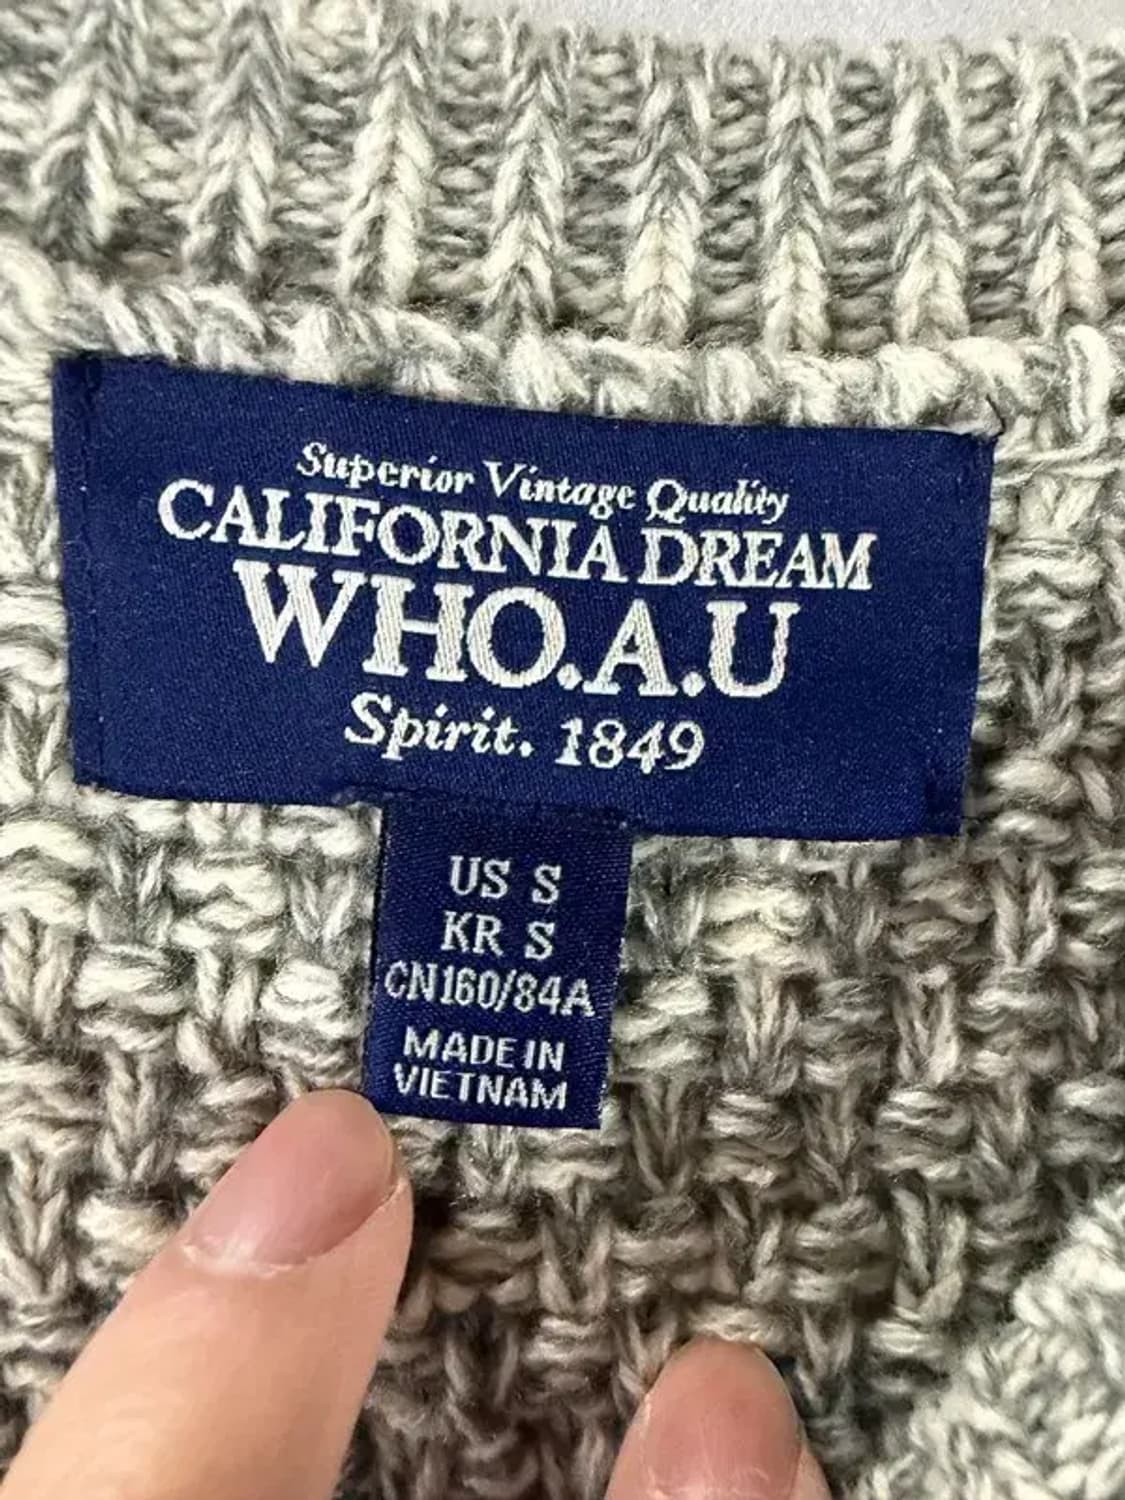 Superior Vintage Quality
CALIFORNIA DREAM
WHO.A.U
Spirit. 1849
US S
KR S
CN160/84A
MADE IN
VIETNAM